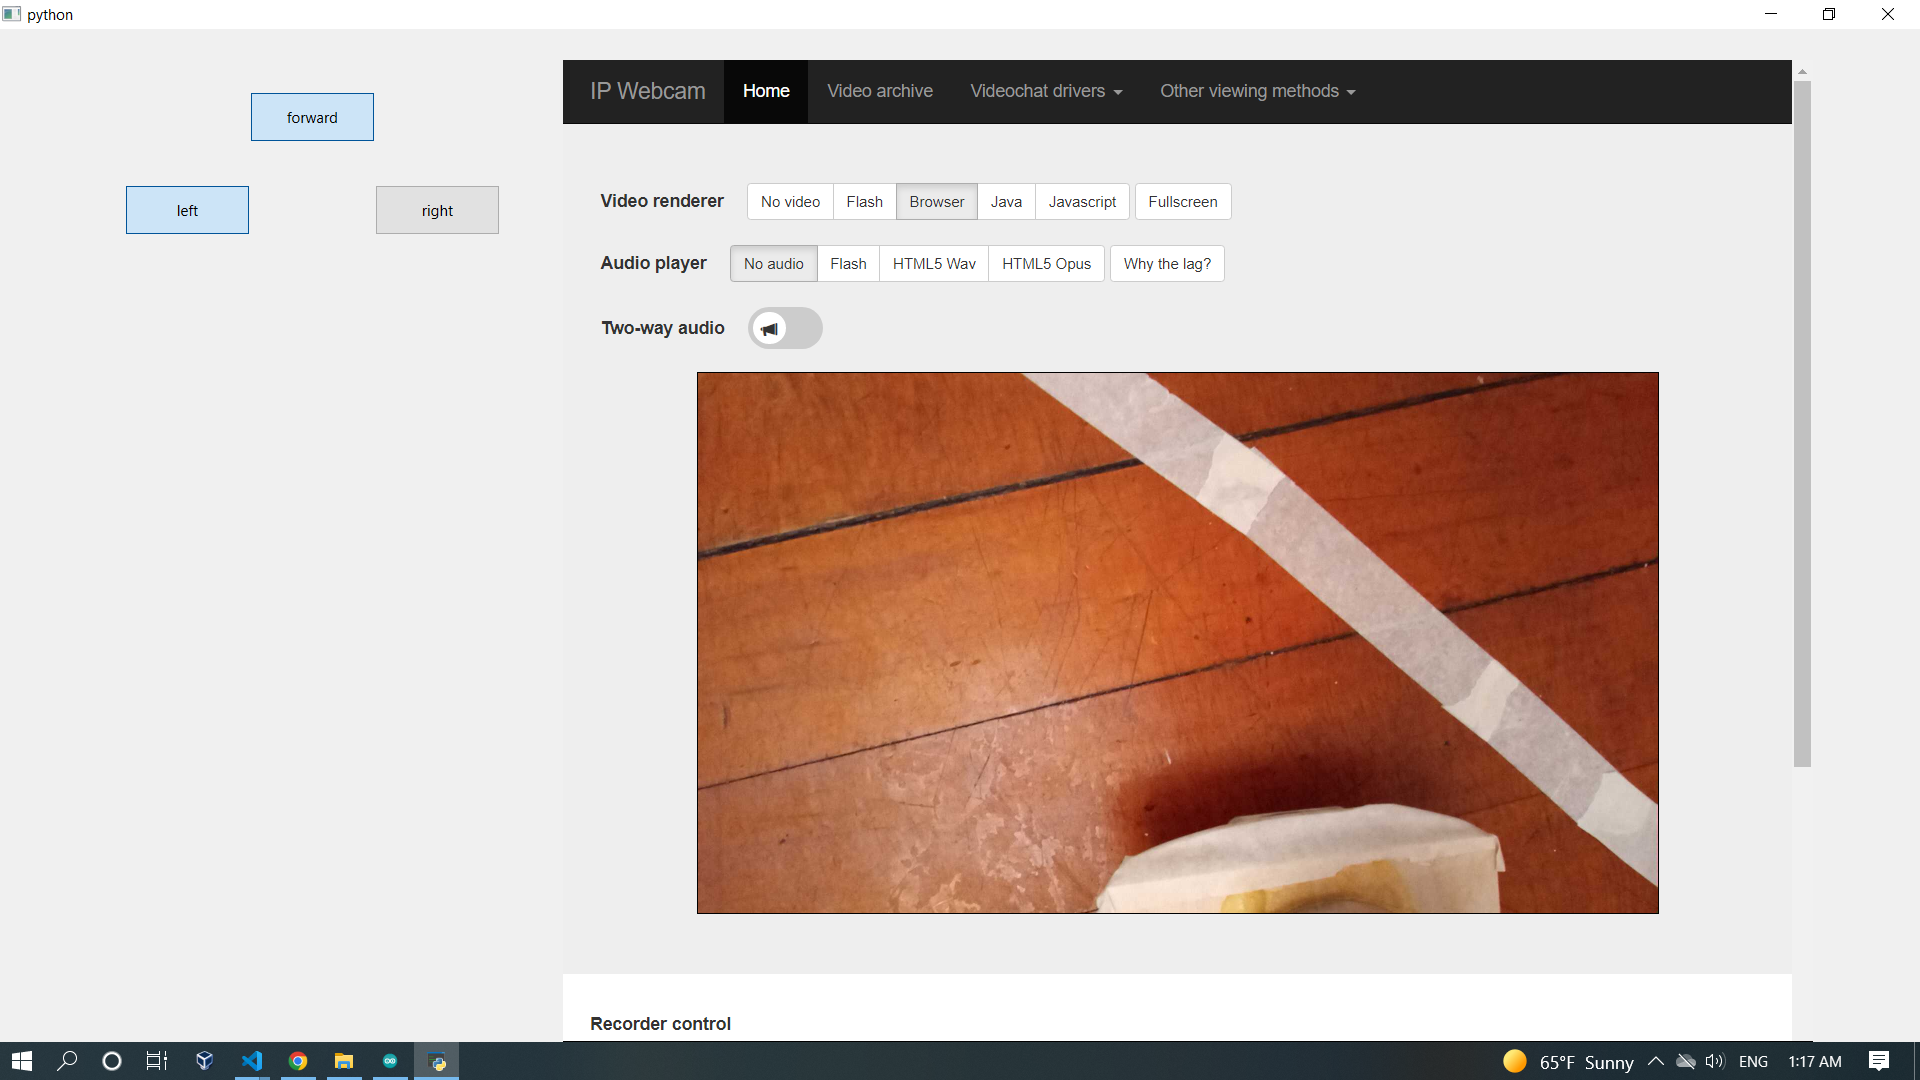 python
forward
left
right
IP Webcam Home Video archive Videochat drivers Other viewing methods
Video renderer No video Flash Browser Java Javascript Fullscreen
Audio player No audio Flash HTML5 Wav HTML5 Opus Why the lag?
Two-way audio
Recorder control
65°F Sunny ENG 1:17 AM